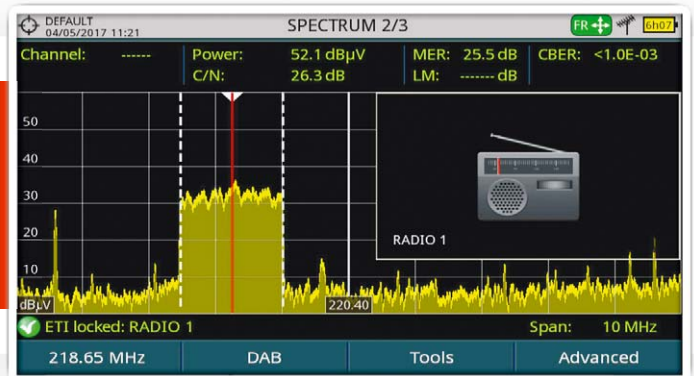 DEFAULT
04/05/2017 11:21
SPECTRUM 2/3
FR
6h07
Channel: ------
Power: 52.1 dBµV
MER: 25.5 dB
CBER: <1.0E-03
C/N: 26.3 dB
LM: ------- dB
50
40
30
20
10
dBµV
220.40
RADIO 1
ETI locked: RADIO 1
Span: 10 MHz
218.65 MHz
DAB
Tools
Advanced